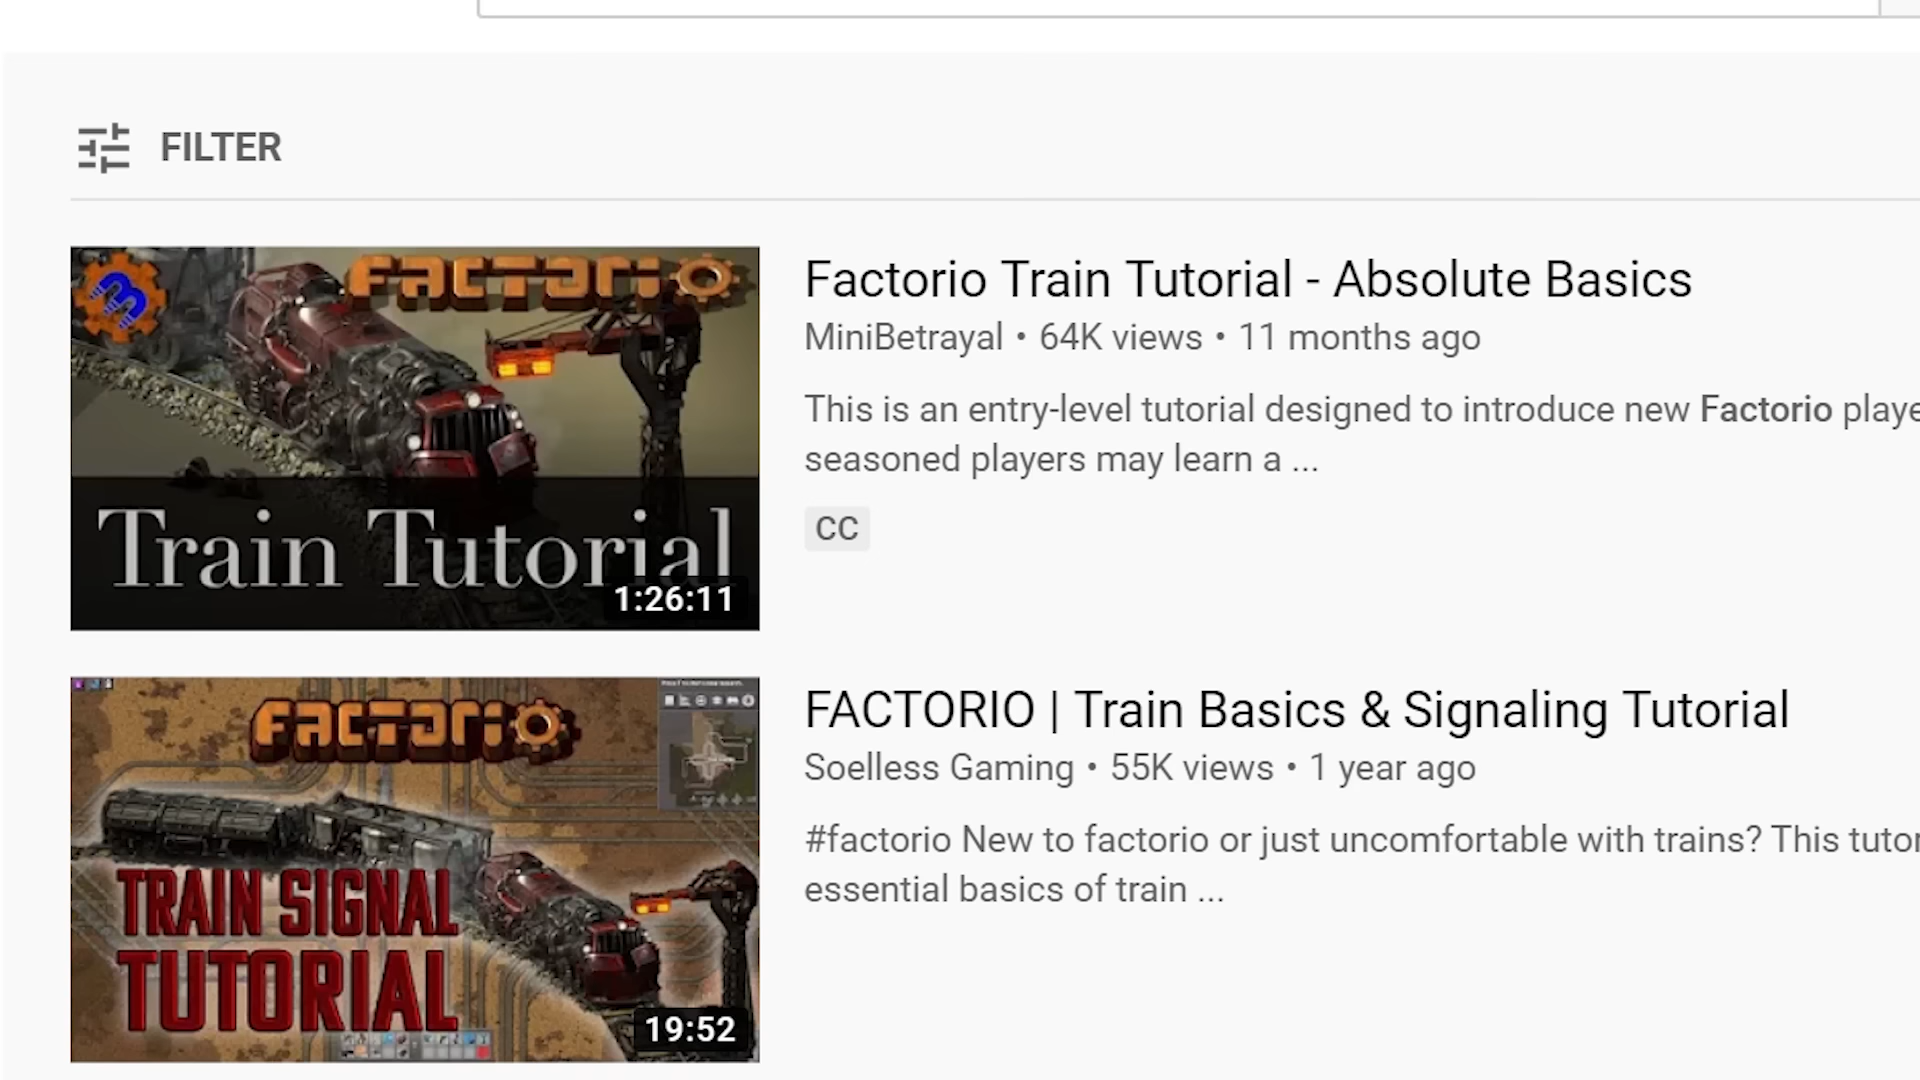 FILTER
FACTORIO
Train Tutorial
1:26:11
Factorio Train Tutorial - Absolute Basics
MiniBetrayal • 64K views • 11 months ago
This is an entry-level tutorial designed to introduce new Factorio playe
seasoned players may learn a ...
CC
FACTORIO
TRAIN SIGNAL
TUTORIAL
19:52
FACTORIO | Train Basics & Signaling Tutorial
Soelless Gaming • 55K views • 1 year ago
#factorio New to factorio or just uncomfortable with trains? This tutor
essential basics of train ...